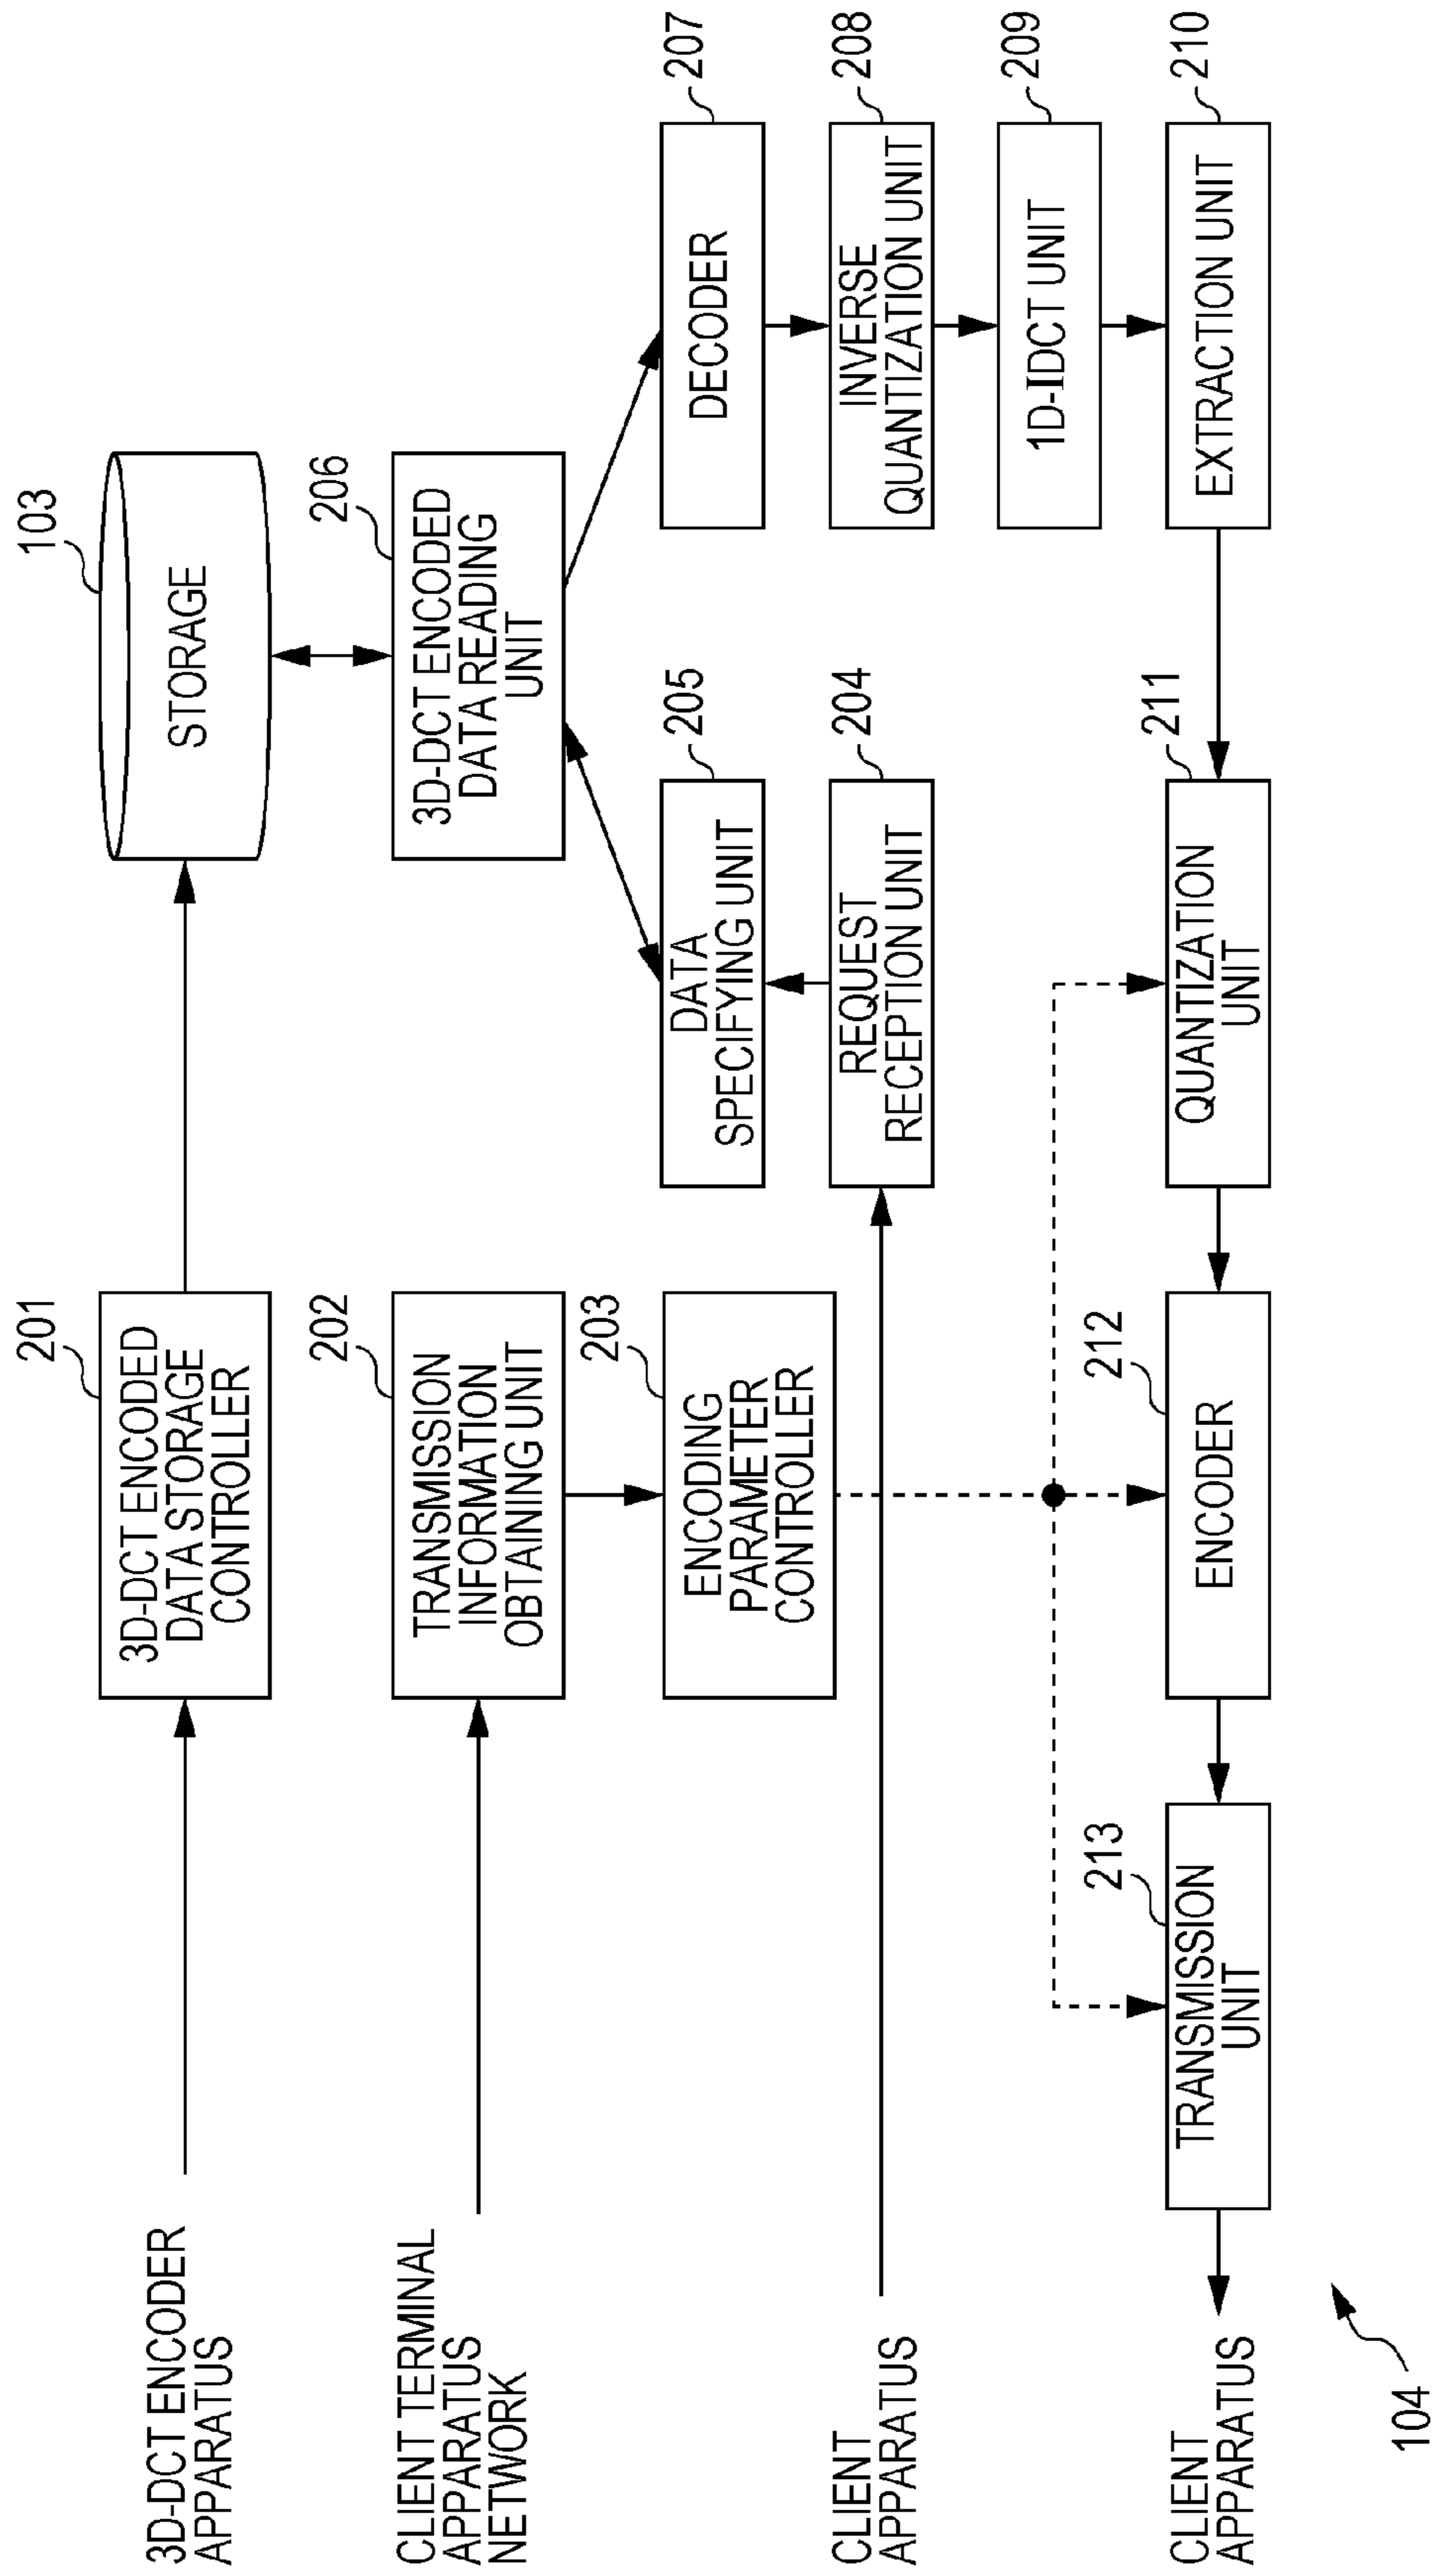 3D-DCT ENCODER
APPARATUS
201
3D-DCT ENCODED
DATA STORAGE
CONTROLLER
103
STORAGE
CLIENT TERMINAL
APPARATUS
NETWORK
202
TRANSMISSION
INFORMATION
OBTAINING UNIT
206
3D-DCT ENCODED
DATA READING
UNIT
203
ENCODING
PARAMETER
CONTROLLER
205
DATA
SPECIFYING UNIT
207
DECODER
CLIENT
APPARATUS
204
REQUEST
RECEPTION UNIT
208
INVERSE
QUANTIZATION UNIT
209
1D-IDCT UNIT
CLIENT
APPARATUS
213
TRANSMISSION
UNIT
212
ENCODER
211
QUANTIZATION
UNIT
210
EXTRACTION UNIT
104